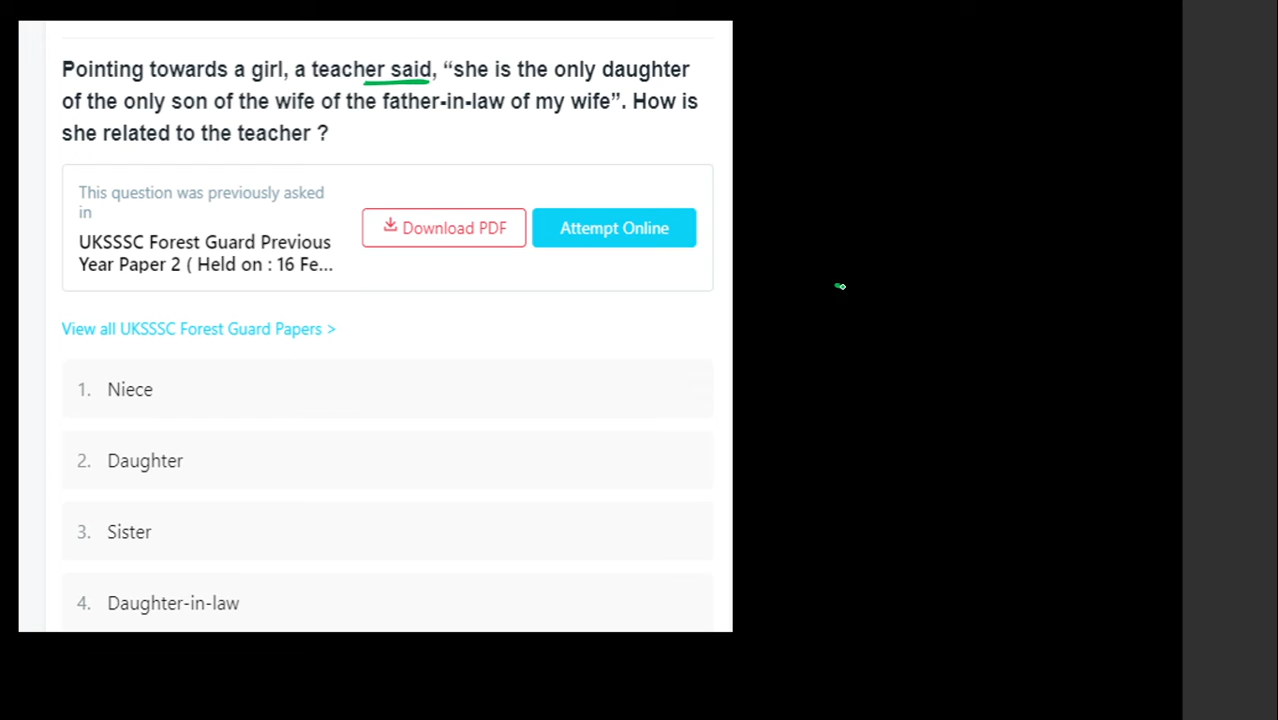 Pointing towards a girl, a teacher said, “she is the only daughter
of the only son of the wife of the father-in-law of my wife”. How is
she related to the teacher ?
This question was previously asked
in
UKSSSC Forest Guard Previous
Year Paper 2 ( Held on : 16 Fe...
Download PDF
Attempt Online
View all UKSSSC Forest Guard Papers >
1. Niece
2. Daughter
3. Sister
4. Daughter-in-law